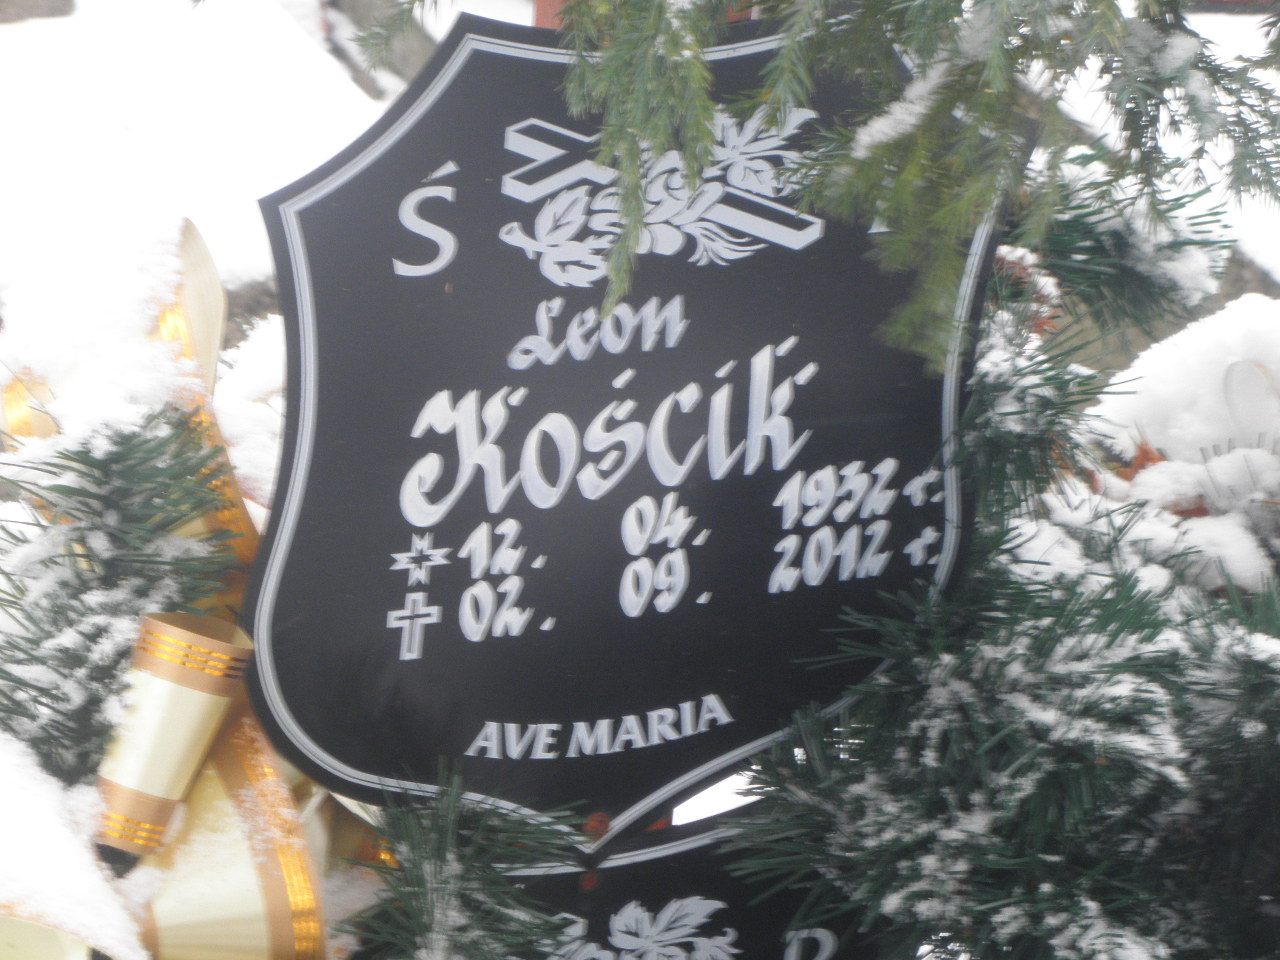 Ś
Leon
Kościk
12. 04. 1932 r.
02. 09. 2012 r.
AVE MARIA